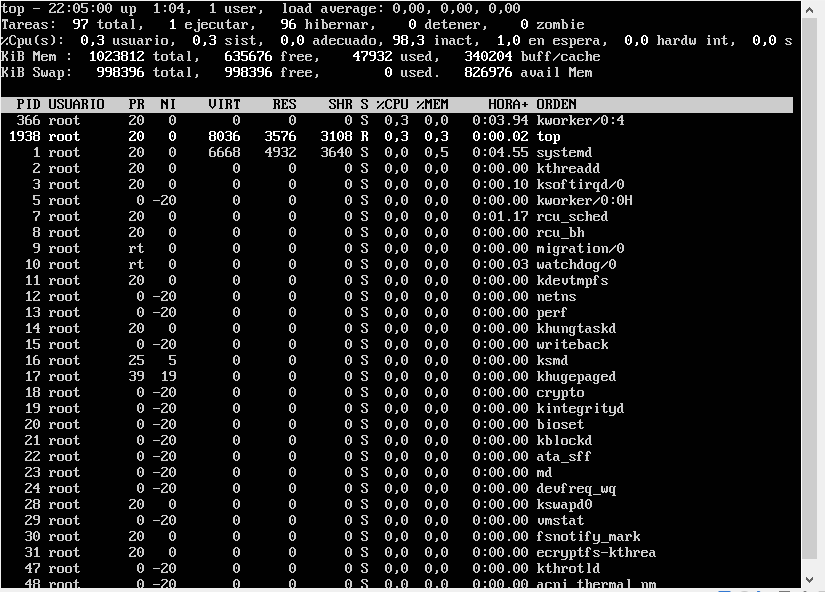 top - 22:05:00 up  1:04,  1 user,  load average: 0,00, 0,00, 0,00
Tareas:  97 total,   1 ejecutar,  96 hibernar,   0 detener,   0 zombie
%Cpu(s):  0,3 usuario,  0,3 sist,  0,0 adecuado, 98,3 inact,  1,0 en espera,  0,0 hardw int,  0,0 s
KiB Mem :  1023812 total,   635676 free,    47932 used,   340204 buff/cache
KiB Swap:   998396 total,   998396 free,        0 used.   826976 avail Mem
PID USUARIO   PR  NI    VIRT    RES    SHR S %CPU %MEM     HORA+ ORDEN
366 root      20   0       0      0      0 S  0,3  0,0   0:03.94 kworker/0:4
1938 root      20   0    8036   3576   3108 R  0,3  0,3   0:00.02 top
1 root      20   0    6668   4932   3640 S  0,0  0,5   0:04.55 systemd
2 root      20   0       0      0      0 S  0,0  0,0   0:00.00 kthreadd
3 root      20   0       0      0      0 S  0,0  0,0   0:00.10 ksoftirqd/0
5 root       0 -20       0      0      0 S  0,0  0,0   0:00.00 kworker/0:0H
7 root      20   0       0      0      0 S  0,0  0,0   0:01.17 rcu_sched
8 root      20   0       0      0      0 S  0,0  0,0   0:00.00 rcu_bh
9 root      rt   0       0      0      0 S  0,0  0,0   0:00.00 migration/0
10 root      rt   0       0      0      0 S  0,0  0,0   0:00.03 watchdog/0
11 root      20   0       0      0      0 S  0,0  0,0   0:00.00 kdevtmpfs
12 root       0 -20       0      0      0 S  0,0  0,0   0:00.00 netns
13 root       0 -20       0      0      0 S  0,0  0,0   0:00.00 perf
14 root      20   0       0      0      0 S  0,0  0,0   0:00.00 khungtaskd
15 root       0 -20       0      0      0 S  0,0  0,0   0:00.00 writeback
16 root      25   5       0      0      0 S  0,0  0,0   0:00.00 ksmd
17 root      39  19       0      0      0 S  0,0  0,0   0:00.00 khugepaged
18 root       0 -20       0      0      0 S  0,0  0,0   0:00.00 crypto
19 root       0 -20       0      0      0 S  0,0  0,0   0:00.00 kintegrityd
20 root       0 -20       0      0      0 S  0,0  0,0   0:00.00 bioset
21 root       0 -20       0      0      0 S  0,0  0,0   0:00.00 kblockd
22 root       0 -20       0      0      0 S  0,0  0,0   0:00.00 ata_sff
23 root       0 -20       0      0      0 S  0,0  0,0   0:00.00 md
24 root       0 -20       0      0      0 S  0,0  0,0   0:00.00 devfreq_wq
28 root      20   0       0      0      0 S  0,0  0,0   0:00.00 kswapd0
29 root       0 -20       0      0      0 S  0,0  0,0   0:00.00 vmstat
30 root      20   0       0      0      0 S  0,0  0,0   0:00.00 fsnotify_mark
31 root      20   0       0      0      0 S  0,0  0,0   0:00.00 ecryptfs-kthrea
47 root       0 -20       0      0      0 S  0,0  0,0   0:00.00 kthrotld
48 root       0 -20       0      0      0 S  0,0  0,0   0:00.00 acpi_thermal_pm